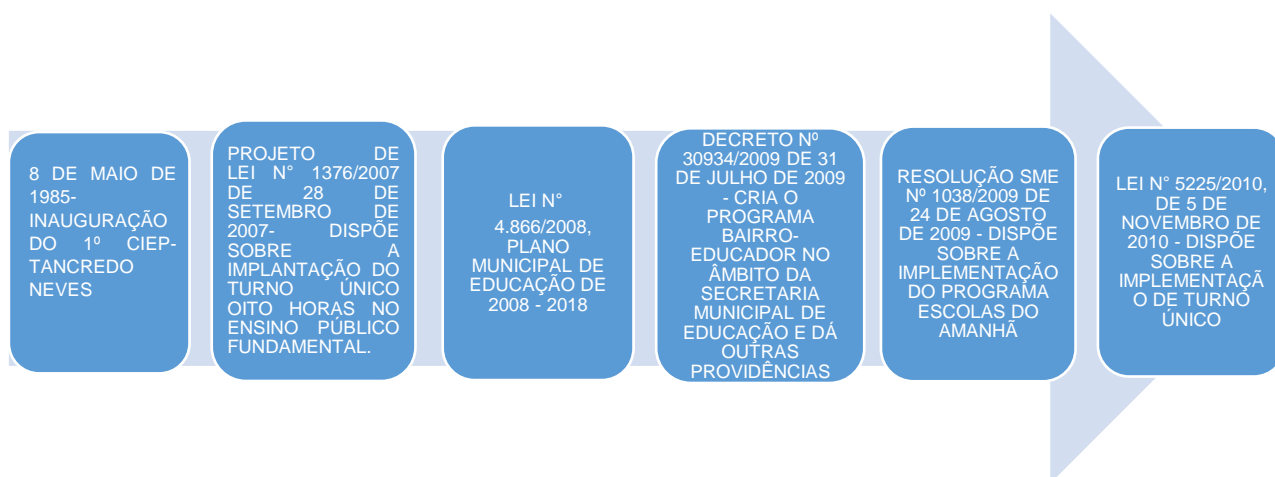 8 DE MAIO DE
1985-
INAUGURAÇÃO
DO 1º CIEP-
TANCREDO
NEVES
PROJETO DE
LEI N° 1376/2007
DE 28 DE
SETEMBRO DE
2007- DISPÕE
SOBRE A
IMPLANTAÇÃO DO
TURNO ÚNICO
OITO HORAS NO
ENSINO PÚBLICO
FUNDAMENTAL.
LEI N°
4.866/2008,
PLANO
MUNICIPAL DE
EDUCAÇÃO DE
2008 - 2018
DECRETO Nº
30934/2009 DE 31
DE JULHO DE 2009
- CRIA O
PROGRAMA
BAIRRO-
EDUCADOR NO
ÂMBITO DA
SECRETARIA
MUNICIPAL DE
EDUCAÇÃO E DÁ
OUTRAS
PROVIDÊNCIAS
RESOLUÇÃO SME
Nº 1038/2009 DE
24 DE AGOSTO
DE 2009 - DISPÕE
SOBRE A
IMPLEMENTAÇÃO
DO PROGRAMA
ESCOLAS DO
AMANHÃ
LEI N° 5225/2010,
DE 5 DE
NOVEMBRO DE
2010 - DISPÕE
SOBRE A
IMPLEMENTAÇÃ
O DE TURNO
ÚNICO